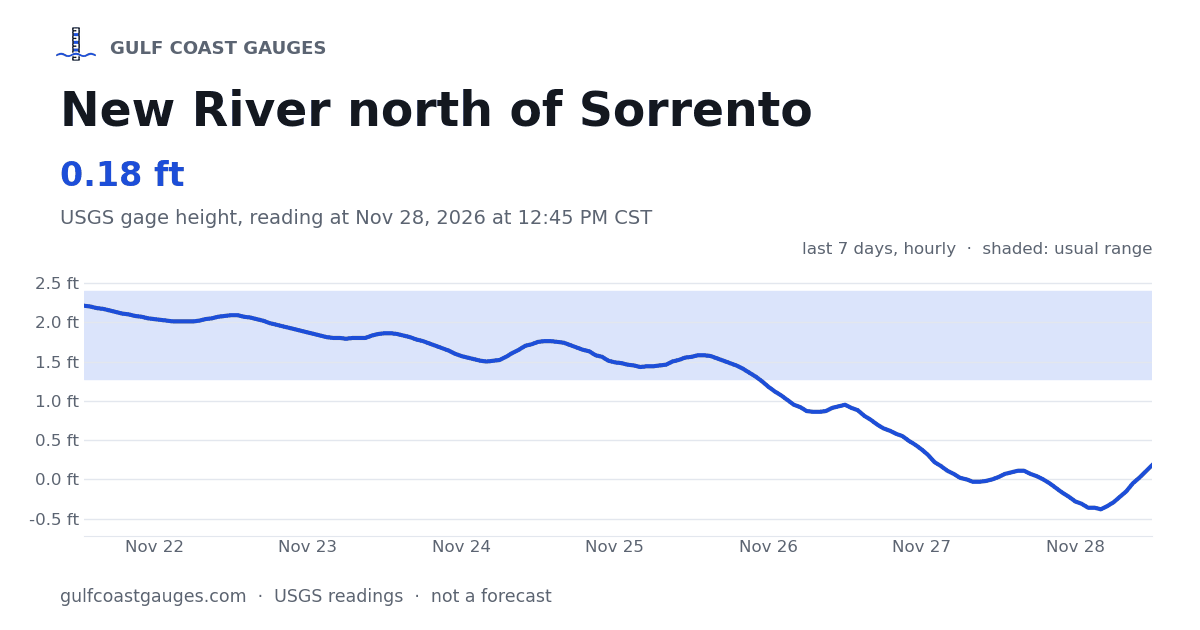 GULF COAST GAUGES
New River north of Sorrento
0.18 ft
USGS gage height, reading at Nov 28, 2026 at 12:45 PM CST
last 7 days, hourly · shaded: usual range
2.5 ft
2.0 ft
1.5 ft
1.0 ft
0.5 ft
0.0 ft
-0.5 ft
Nov 22 Nov 23 Nov 24 Nov 25 Nov 26 Nov 27 Nov 28
gulfcoastgauges.com · USGS readings · not a forecast